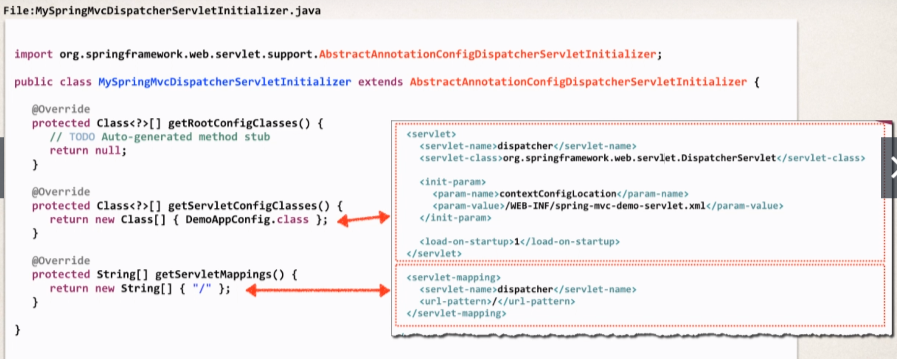 File:MySpringMvcDispatcherServletInitializer.java
import org.springframework.web.servlet.support.AbstractAnnotationConfigDispatcherServletInitializer;
public class MySpringMvcDispatcherServletInitializer extends AbstractAnnotationConfigDispatcherServletInitializer {
@Override
protected Class<?>[] getRootConfigClasses() {
// TODO Auto-generated method stub
return null;
}
@Override
protected Class<?>[] getServletConfigClasses() {
return new Class[] { DemoAppConfig.class };
}
@Override
protected String[] getServletMappings() {
return new String[] { "/" };
}
}
<servlet>
<servlet-name>dispatcher</servlet-name>
<servlet-class>org.springframework.web.servlet.DispatcherServlet</servlet-class>
<init-param>
<param-name>contextConfigLocation</param-name>
<param-value>/WEB-INF/spring-mvc-demo-servlet.xml</param-value>
</init-param>
<load-on-startup>1</load-on-startup>
</servlet>
<servlet-mapping>
<servlet-name>dispatcher</servlet-name>
<url-pattern>/</url-pattern>
</servlet-mapping>